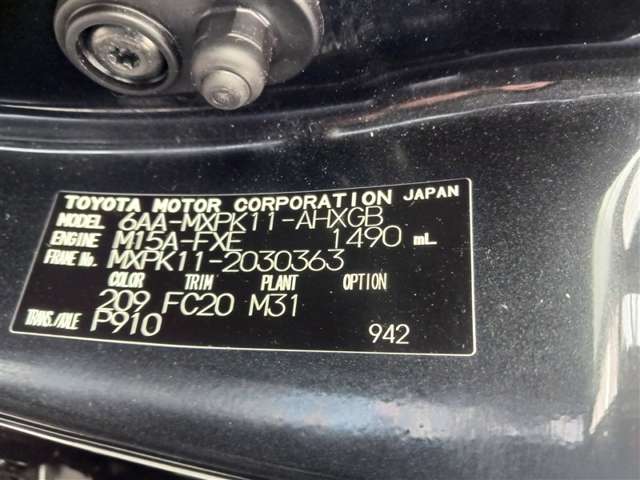 TOYOTA MOTOR CORPORATION JAPAN
MODEL 6AA-MXPK11-AHXGB
ENGINE M15A-FXE 1490 mL
FRAME No. MXPK11-2030363
COLOR TRIM PLANT OPTION
209 FC20 M31
TRANS./AXLE P910 942